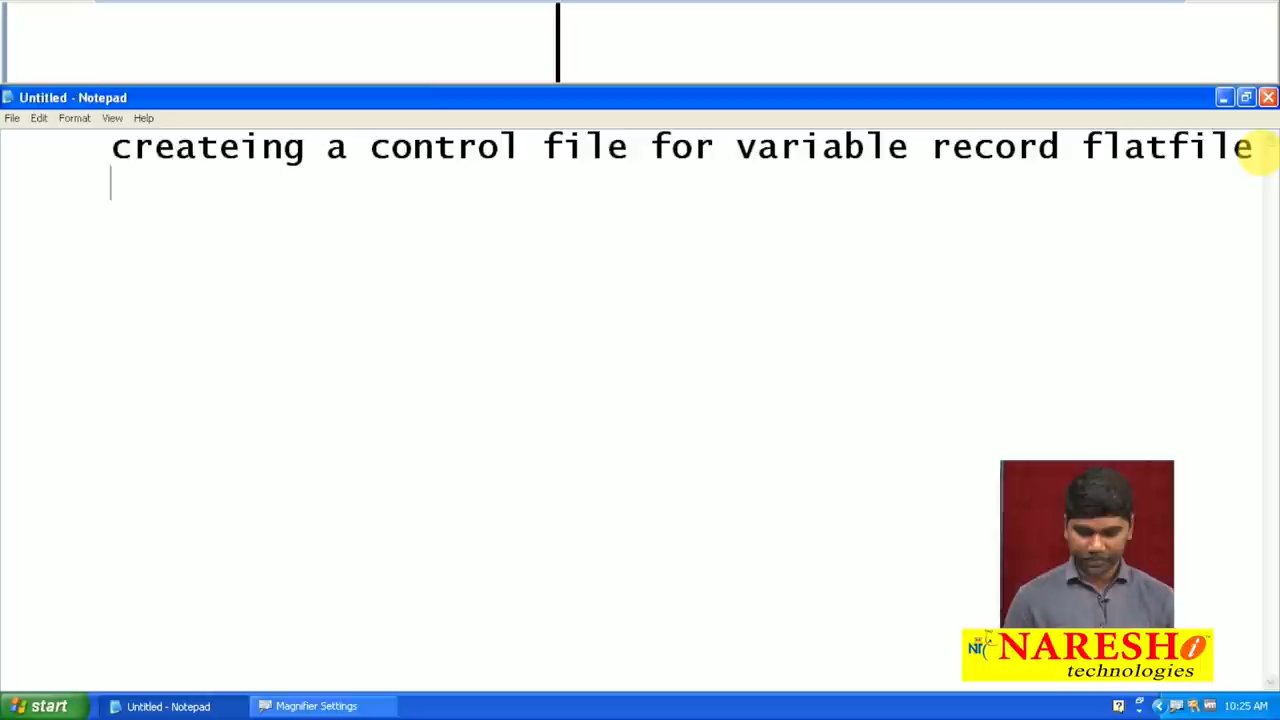 Untitled - Notepad
File Edit Format View Help
createing a control file for variable record flatfile
NARESHi
technologies
start Untitled - Notepad Magnifier Settings 10:25 AM